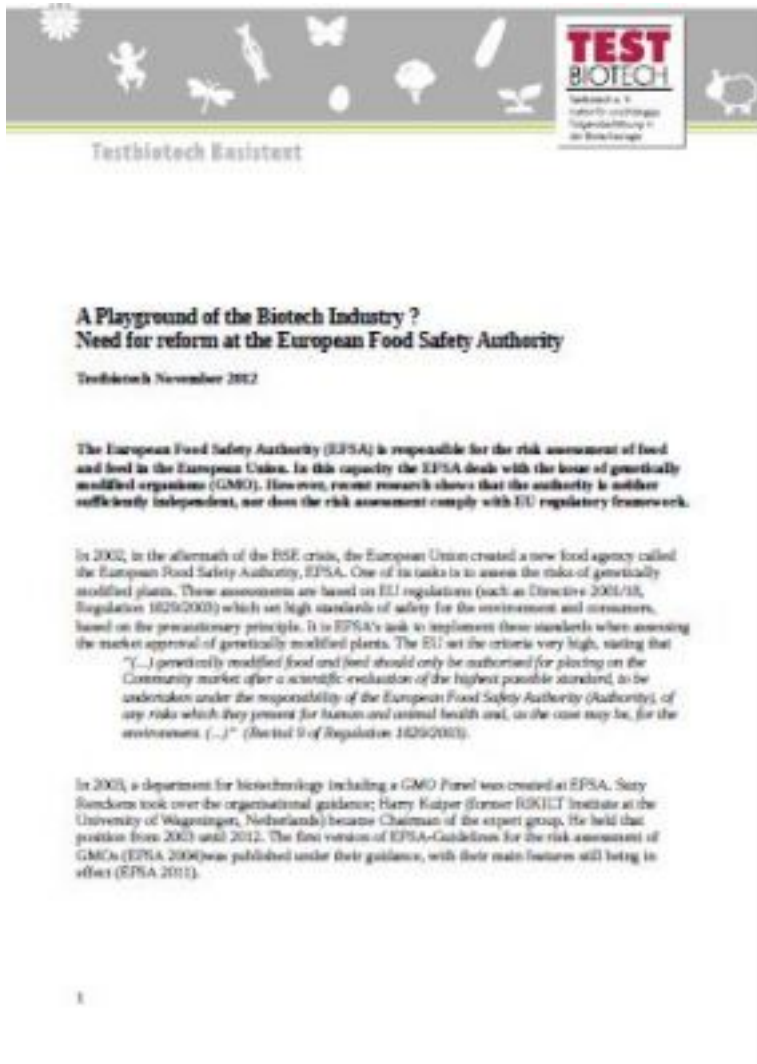 TEST
BIOTECH
Testbiotech e. V.
Institut für unabhängige
Folgenabschätzung in
der Biotechnologie
Testbiotech Basistext
A Playground of the Biotech Industry ?
Need for reform at the European Food Safety Authority
Testbiotech November 2012
The European Food Safety Authority (EFSA) is responsible for the risk assessment of food
and feed in the European Union. In this capacity the EFSA deals with the issue of genetically
modified organisms (GMO). However, recent research shows that the authority is neither
sufficiently independent, nor does the risk assessment comply with EU regulatory framework.
In 2002, in the aftermath of the BSE crisis, the European Union created a new food agency called
the European Food Safety Authority, EFSA. One of its tasks is to assess the risks of genetically
modified plants. These assessments are based on EU regulations (such as Directive 2001/18,
Regulation 1829/2003) which set high standards of safety for the environment and consumers,
based on the precautionary principle. It is EFSA's task to implement these standards when assessing
the market approval of genetically modified plants. The EU set the criteria very high, stating that
"(...) genetically modified food and feed should only be authorised for placing on the
Community market after a scientific evaluation of the highest possible standard, to be
undertaken under the responsibility of the European Food Safety Authority (Authority), of
any risks which they present for human and animal health and, as the case may be, for the
environment. (...)" (Recital 9 of Regulation 1829/2003).
In 2003, a department for biotechnology including a GMO Panel was created at EFSA. Suzy
Renckens took over the organisational guidance; Harry Kuiper (former RIKILT Institute at the
University of Wageningen, Netherlands) became Chairman of the expert group. He held that
position from 2003 until 2012. The first version of EFSA-Guidelines for the risk assessment of
GMOs (EFSA 2004)was published under their guidance, with their main features still being in
effect (EFSA 2011).
1